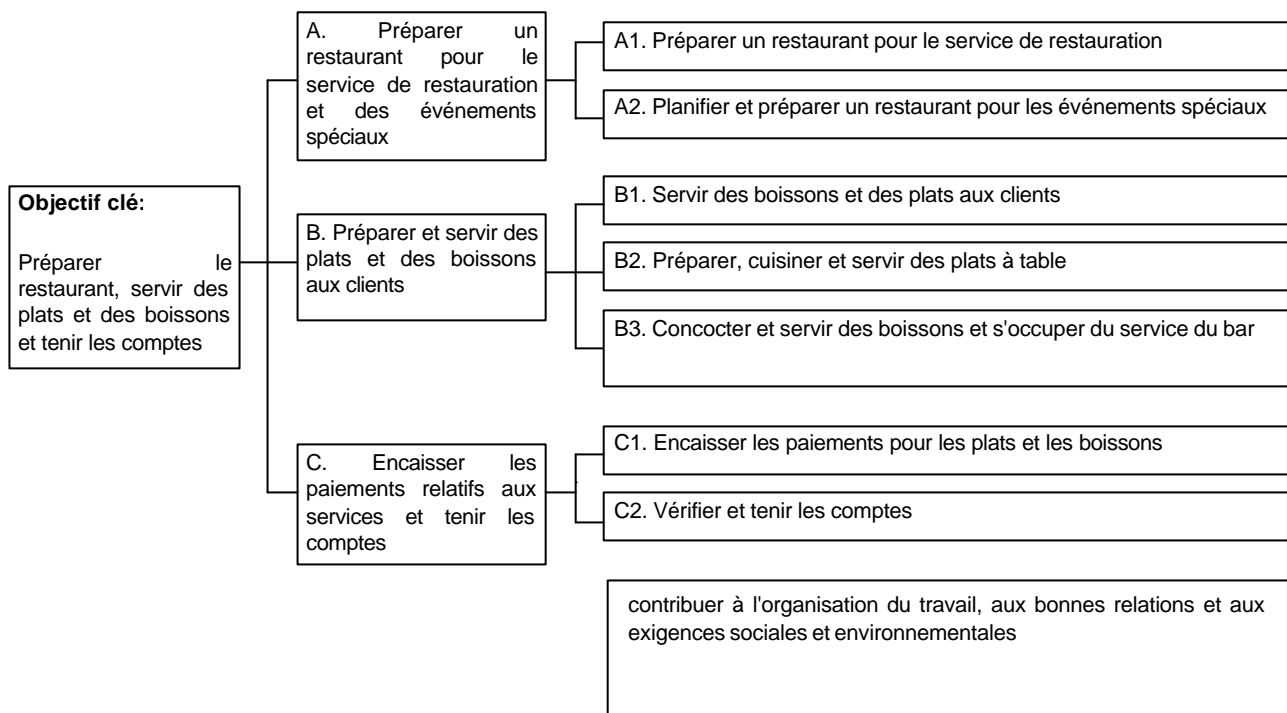 Objectif clé:
Préparer le
restaurant, servir des
plats et des boissons
et tenir les comptes
A. Préparer un
restaurant pour le
service de restauration
et des événements
spéciaux
A1. Préparer un restaurant pour le service de restauration
A2. Planifier et préparer un restaurant pour les événements spéciaux
B. Préparer et servir des
plats et des boissons
aux clients
B1. Servir des boissons et des plats aux clients
B2. Préparer, cuisiner et servir des plats à table
B3. Concocter et servir des boissons et s'occuper du service du bar
C. Encaisser les
paiements relatifs aux
services et tenir les
comptes
C1. Encaisser les paiements pour les plats et les boissons
C2. Vérifier et tenir les comptes
contribuer à l'organisation du travail, aux bonnes relations et aux
exigences sociales et environnementales